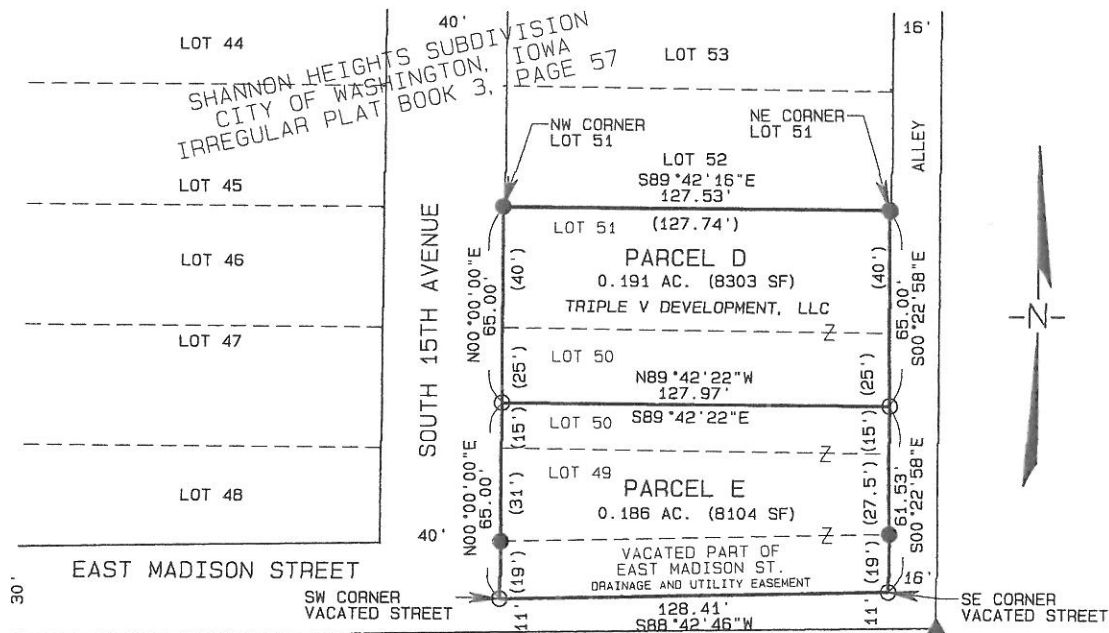 40'
16'
LOT 44
SHANNON HEIGHTS SUBDIVISION
CITY OF WASHINGTON, IOWA
IRREGULAR PLAT BOOK 3, PAGE 57
LOT 53
NW CORNER
LOT 51
NE CORNER
LOT 51
ALLEY
LOT 45
LOT 52
S89°42'16"E
127.53'
(127.74')
LOT 51
LOT 46
PARCEL D
0.191 AC. (8303 SF)
TRIPLE V DEVELOPMENT, LLC
(40')
(40')
N00°00'00"E
65.00'
65.00'
S00°22'58"E
SOUTH 15TH AVENUE
N
Z
LOT 47
LOT 50
(25')
(25')
N89°42'22"W
127.97'
S89°42'22"E
LOT 50
(15')
(15')
Z
LOT 49
LOT 48
PARCEL E
0.186 AC. (8104 SF)
(31')
(27.5')
N00°00'00"E
65.00'
61.53'
S00°22'58"E
40'
Z
VACATED PART OF
EAST MADISON ST.
DRAINAGE AND UTILITY EASEMENT
(19')
(19')
16'
EAST MADISON STREET
30'
SW CORNER
VACATED STREET
11'
128.41'
S88°42'46"W
11'
SE CORNER
VACATED STREET